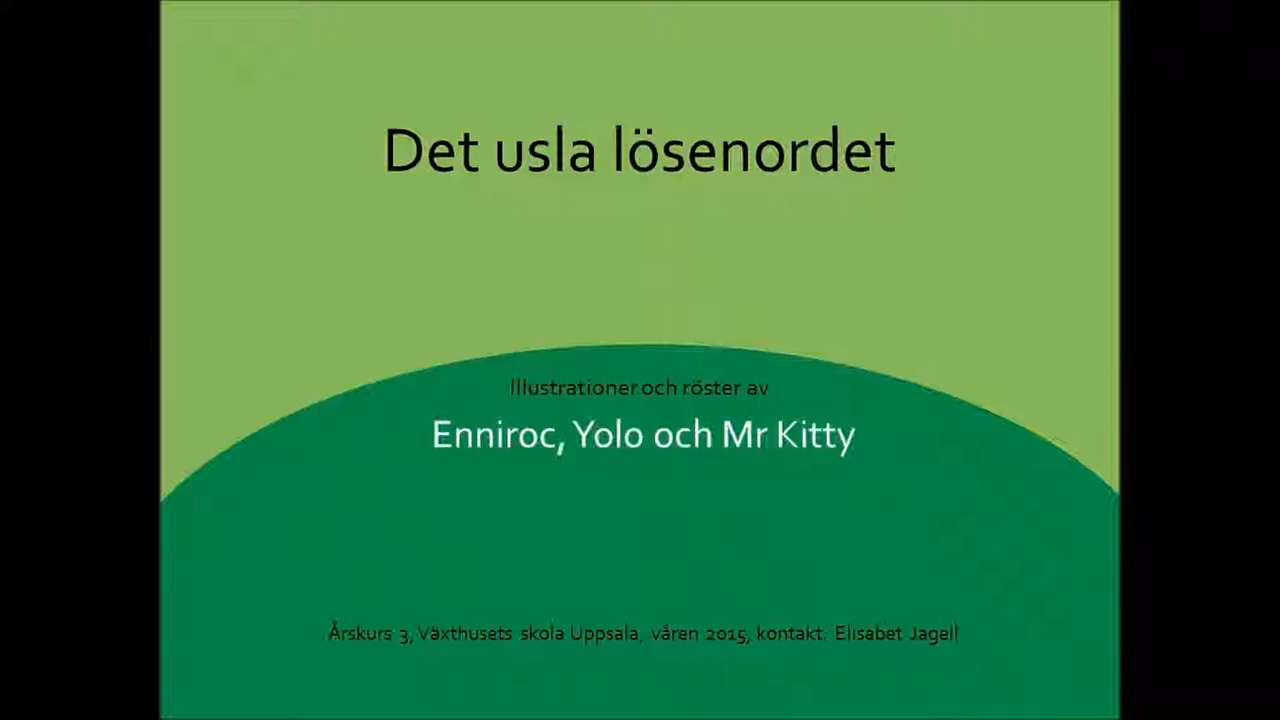 Det usla lösenordet
Illustrationer och röster av
Enniroc, Yolo och Mr Kitty
Årskurs 3, Växthusets skola Uppsala, våren 2015, kontakt: Elisabet Jagell